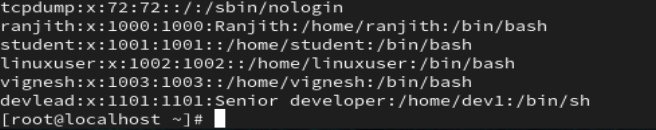 tcpdump:x:72:72::/:/sbin/nologin
ranjith:x:1000:1000:Ranjith:/home/ranjith:/bin/bash
student:x:1001:1001::/home/student:/bin/bash
linuxuser:x:1002:1002::/home/linuxuser:/bin/bash
vignesh:x:1003:1003::/home/vignesh:/bin/bash
devlead:x:1101:1101:Senior developer:/home/dev1:/bin/sh
[root@localhost ~]#